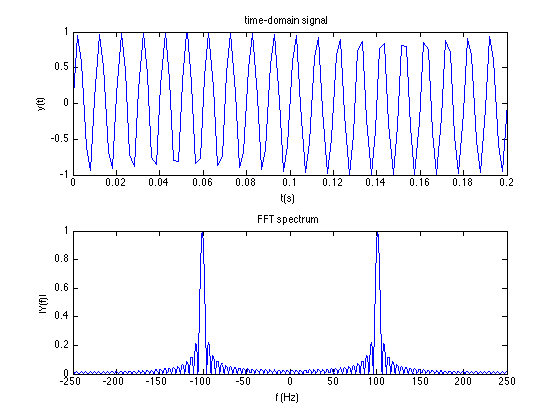 time-domain signal
1
0.5
0
-0.5
-1
y(t)
0 0.02 0.04 0.06 0.08 0.1 0.12 0.14 0.16 0.18 0.2
t(s)
FFT spectrum
1
0.8
0.6
0.4
0.2
0
|Y(f)|
-250 -200 -150 -100 -50 0 50 100 150 200 250
f (Hz)